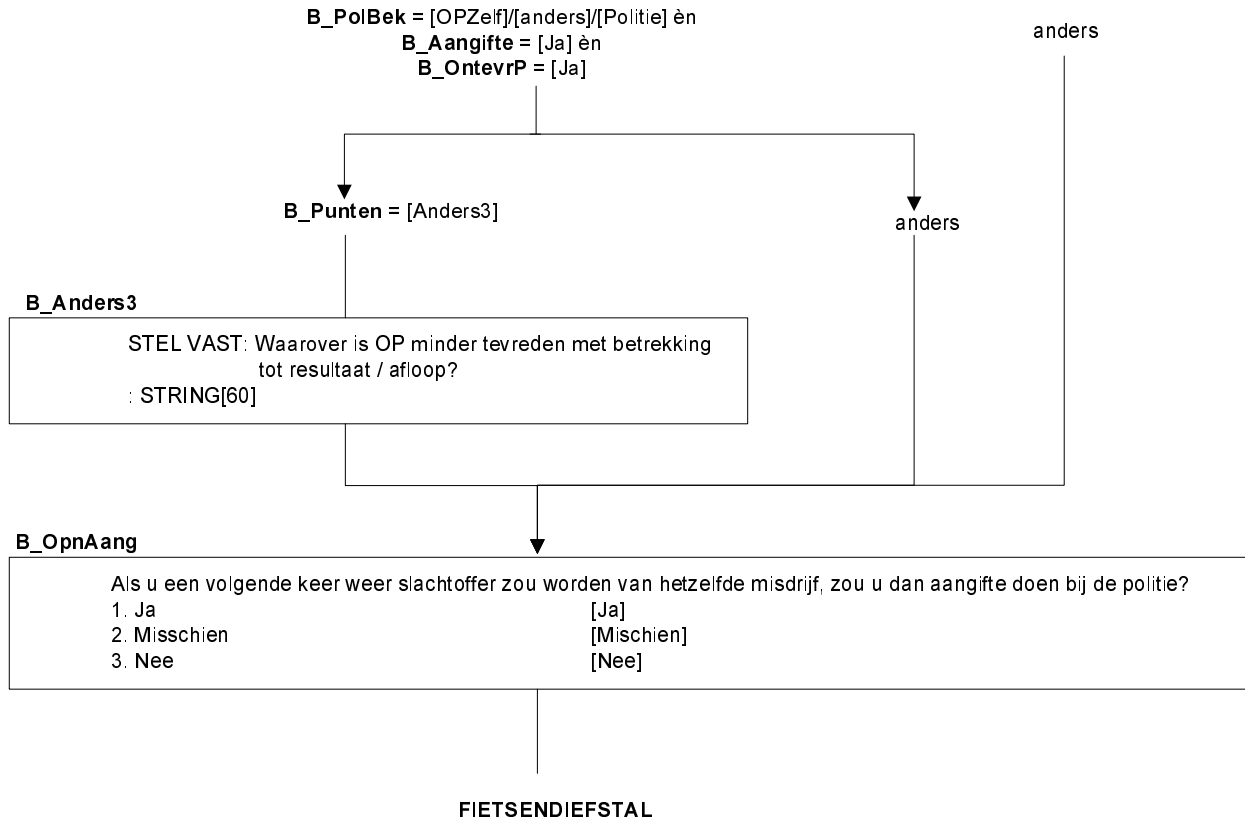 B_PolBek = [OPZelf]/[anders]/[Politie] èn
B_Aangifte = [Ja] èn
B_OntevrP = [Ja]
anders
B_Punten = [Anders3]
anders
B_Anders3
STEL VAST: Waarover is OP minder tevreden met betrekking
tot resultaat / afloop?
: STRING[60]
B_OpnAang
Als u een volgende keer weer slachtoffer zou worden van hetzelfde misdrijf, zou u dan aangifte doen bij de politie?
1. Ja [Ja]
2. Misschien [Mischien]
3. Nee [Nee]
FIETSENDIEFSTAL